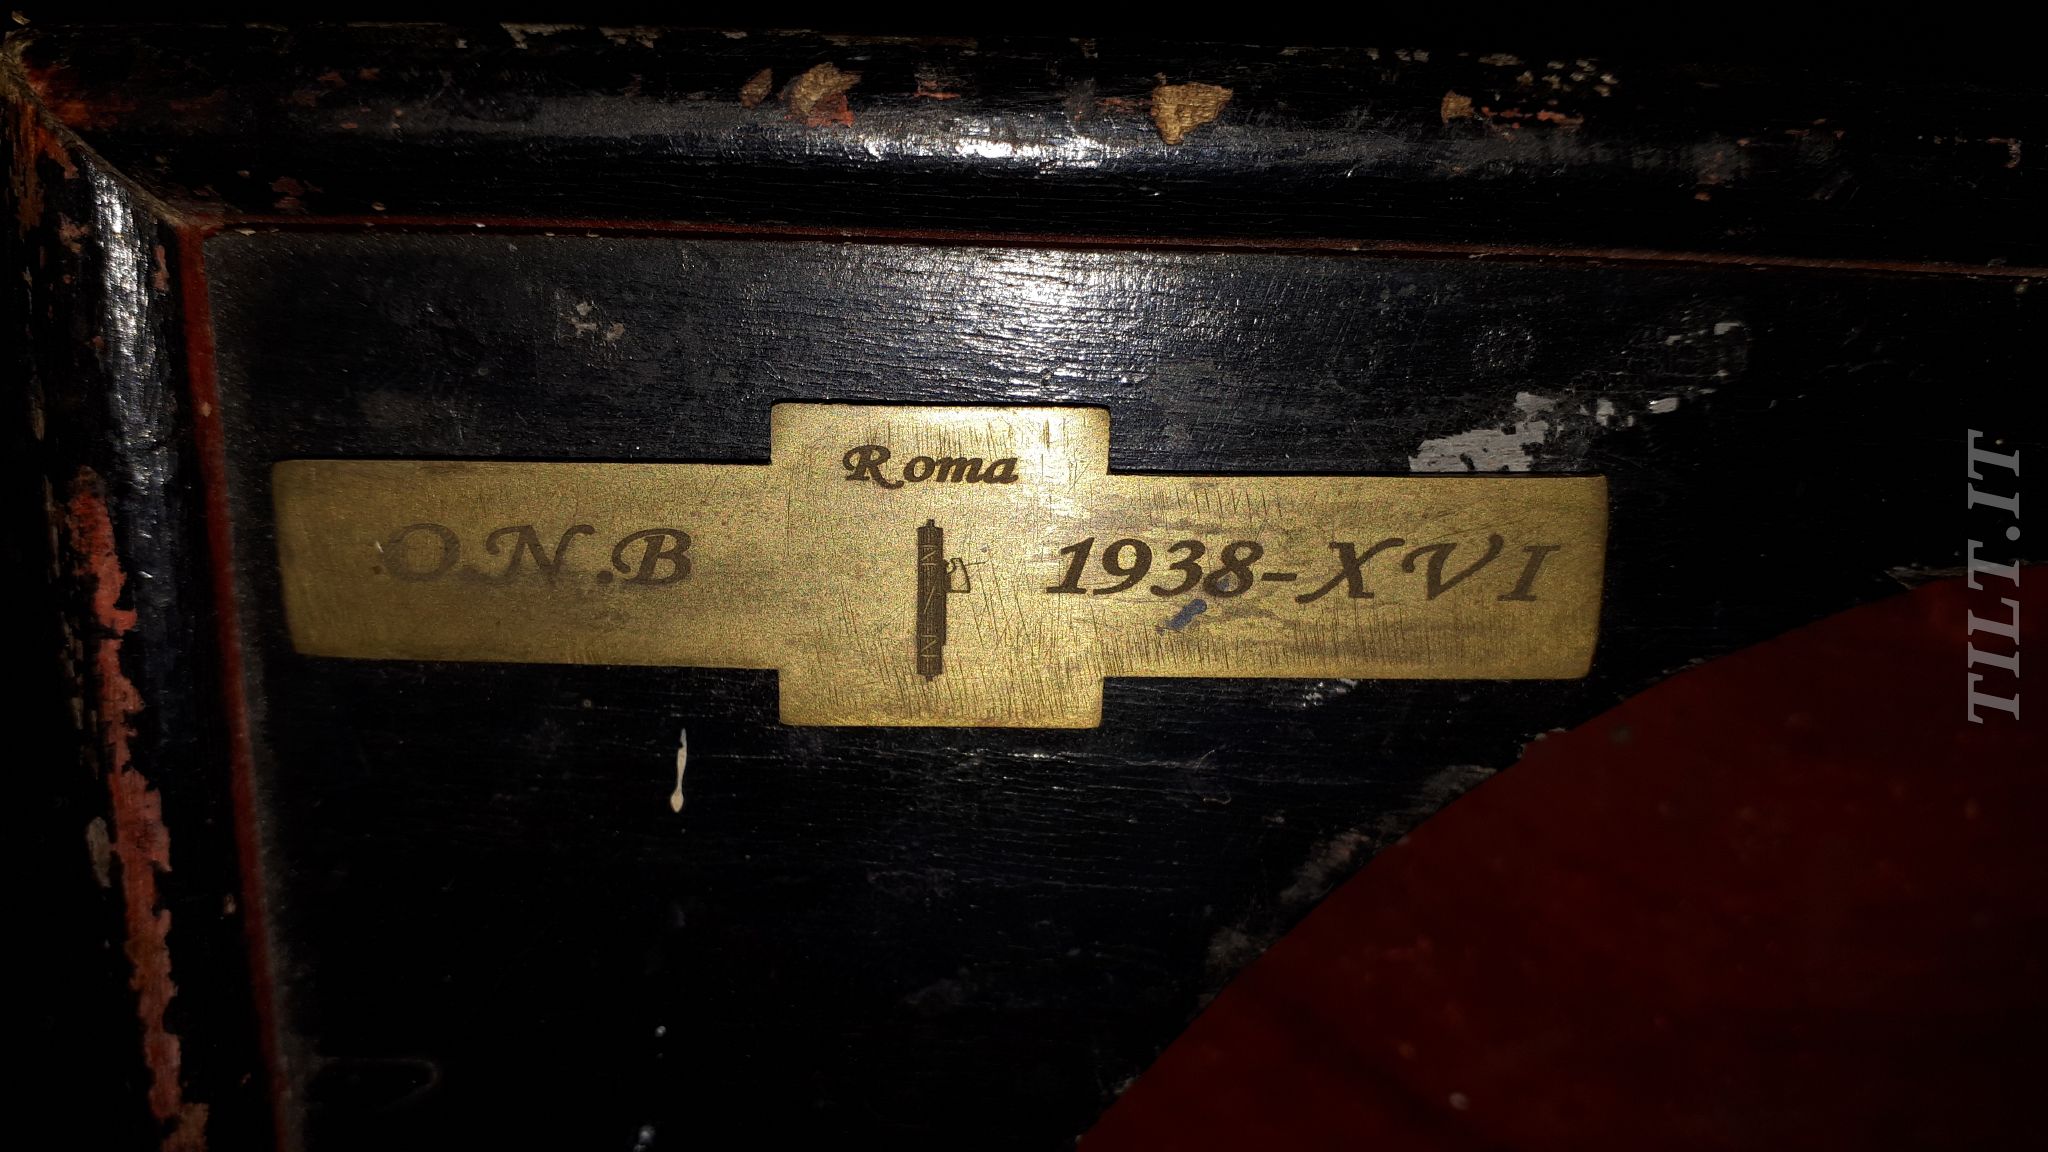 Roma
O.N.B 1938-XVI
TILT.IT